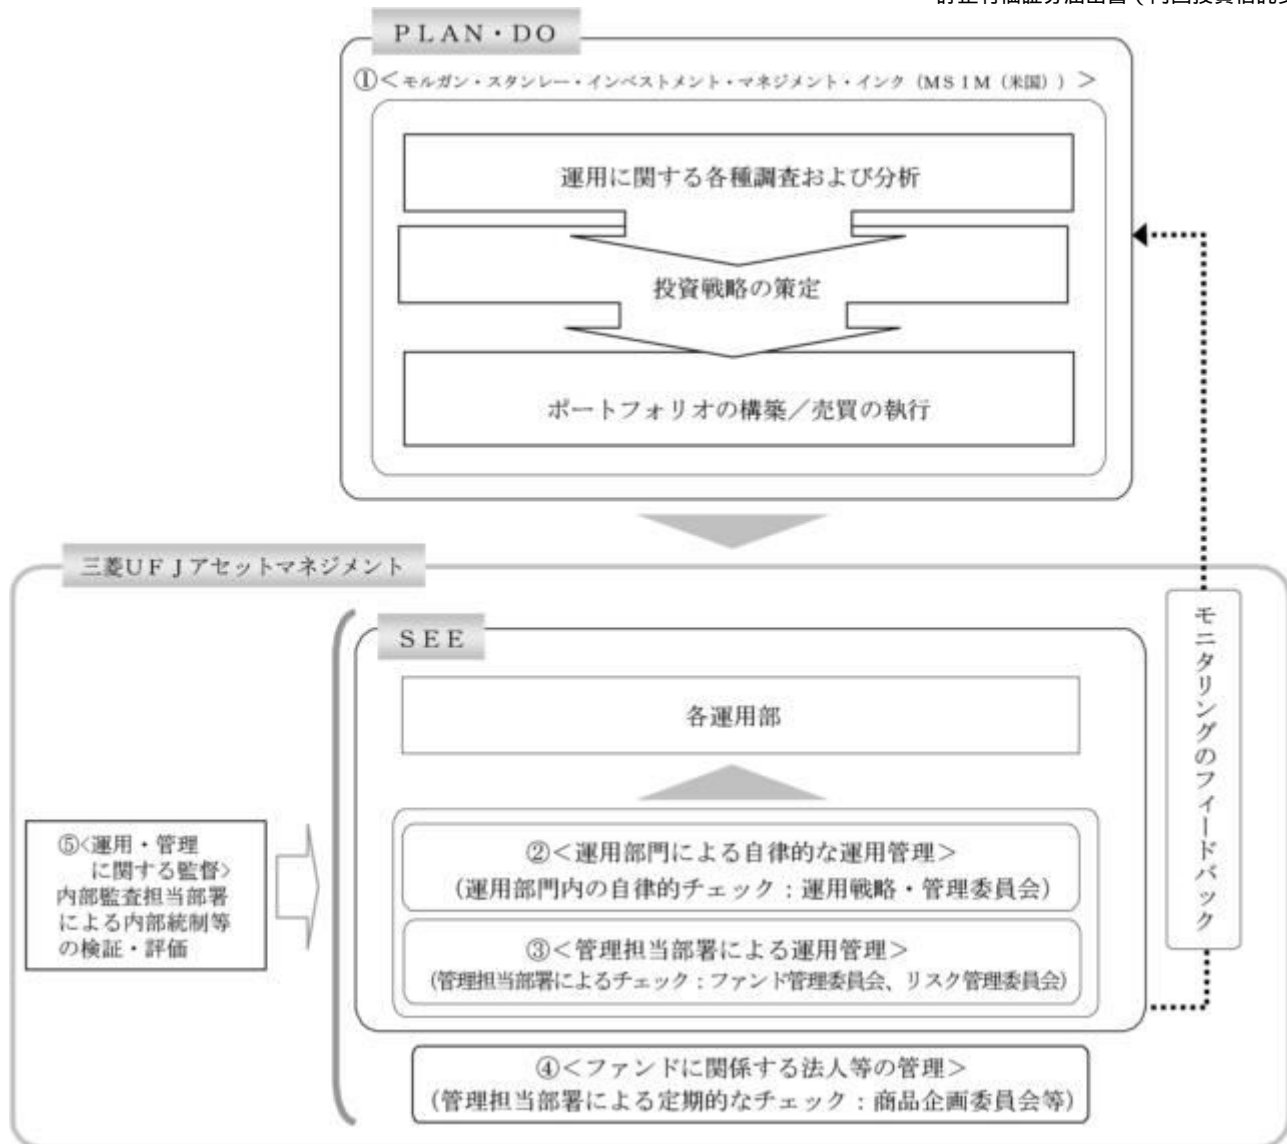 ＰＬＡＮ・ＤＯ
①＜モルガン・スタンレー・インベストメント・マネジメント・インク（ＭＳＩＭ（米国））＞
運用に関する各種調査および分析
投資戦略の策定
ポートフォリオの構築／売買の執行
三菱ＵＦＪアセットマネジメント
ＳＥＥ
各運用部
②＜運用部門による自律的な運用管理＞
（運用部門内の自律的チェック：運用戦略・管理委員会）
③＜管理担当部署による運用管理＞
（管理担当部署によるチェック：ファンド管理委員会、リスク管理委員会）
④＜ファンドに関係する法人等の管理＞
（管理担当部署による定期的なチェック：商品企画委員会等）
⑤<運用・管理
に関する監督>
内部監査担当部署
による内部統制等
の検証・評価
モニタリングのフィードバック